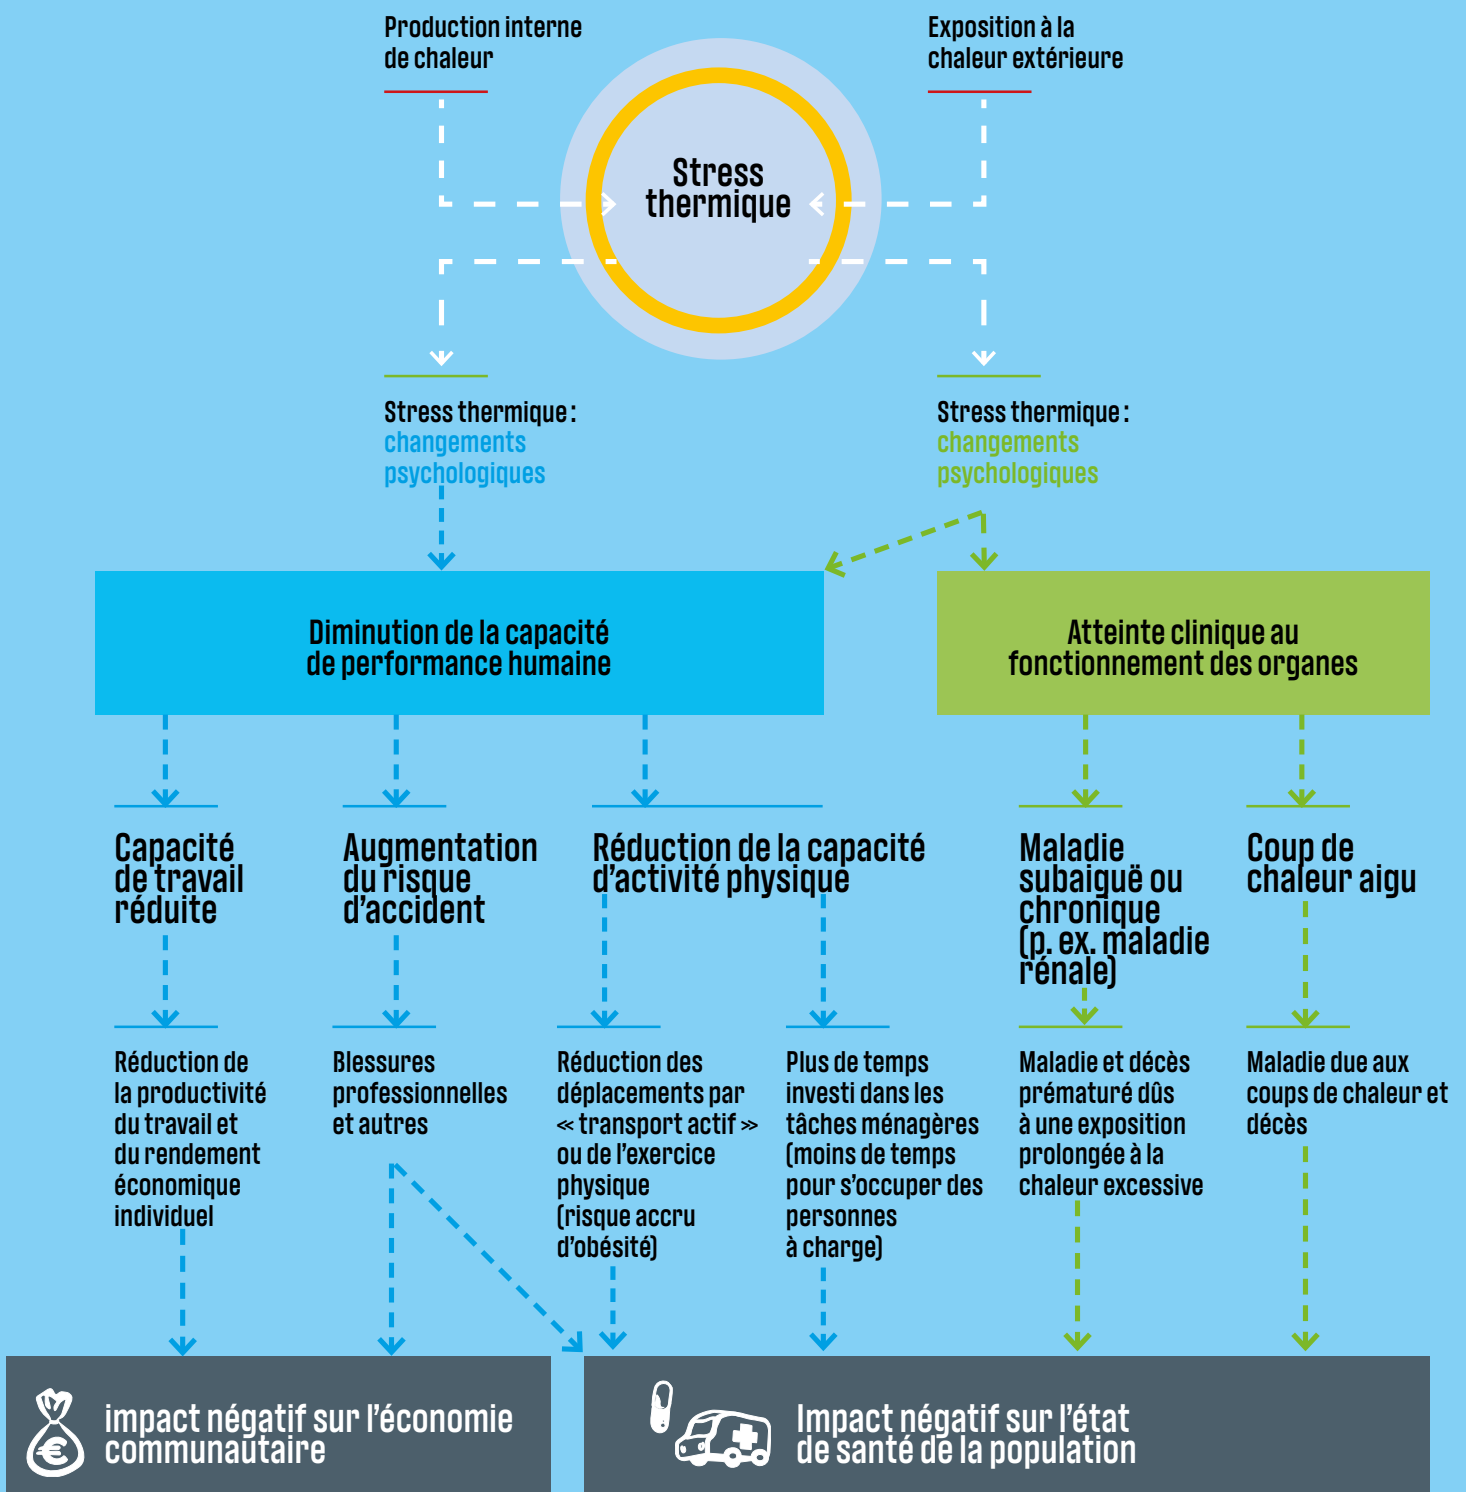 Production interne
de chaleur
Exposition à la
chaleur extérieure
Stress
thermique
Stress thermique :
changements
psychologiques
Stress thermique :
changements
psychologiques
Diminution de la capacité
de performance humaine
Atteinte clinique au
fonctionnement des organes
Capacité
de travail
réduite
Augmentation
du risque
d'accident
Réduction de la capacité
d'activité physique
Maladie
subaiguë ou
chronique
(p. ex. maladie
rénale)
Coup de
chaleur aigu
Réduction de
la productivité
du travail et
du rendement
économique
individuel
Blessures
professionnelles
et autres
Réduction des
déplacements par
« transport actif »
ou de l'exercice
physique
(risque accru
d'obésité)
Plus de temps
investi dans les
tâches ménagères
(moins de temps
pour s'occuper des
personnes
à charge)
Maladie et décès
prématuré dûs
à une exposition
prolongée à la
chaleur excessive
Maladie due aux
coups de chaleur et
décès
€
impact négatif sur l'économie
communautaire
Impact négatif sur l'état
de santé de la population